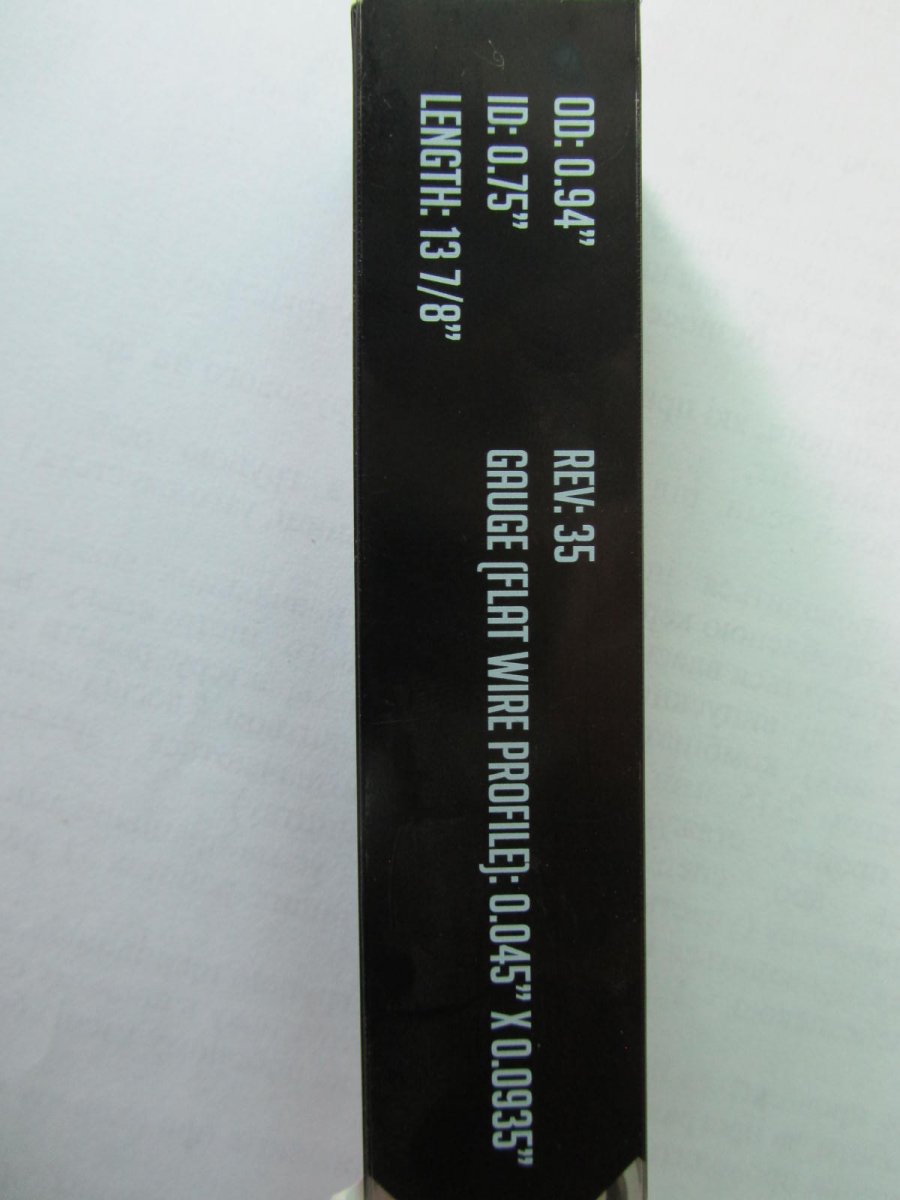 OD: 0.94”
ID: 0.75”
LENGTH: 13 7/8”
REV: 35
GAUGE (FLAT WIRE PROFILE): 0.045” X 0.0935”